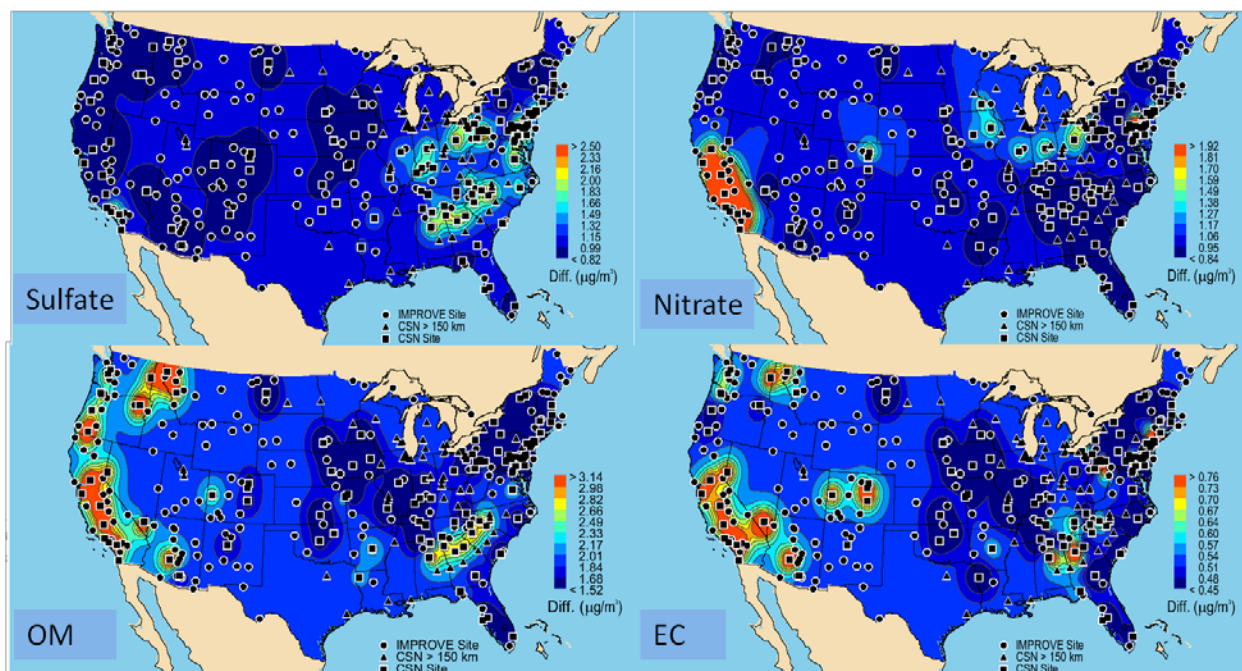 > 2.50
2.33
2.16
2.00
1.83
1.66
1.49
1.32
1.15
0.99
< 0.82
Diff. (µg/m³)
Sulfate
IMPROVE Site
CSN > 150 km
CSN Site
> 1.92
1.81
1.70
1.59
1.49
1.38
1.27
1.17
1.06
0.95
< 0.84
Diff. (µg/m³)
Nitrate
IMPROVE Site
CSN > 150 km
CSN Site
> 3.14
2.98
2.82
2.66
2.49
2.33
2.17
2.01
1.84
1.68
< 1.52
Diff. (µg/m³)
OM
IMPROVE Site
CSN > 150 km
CSN Site
> 0.76
0.73
0.70
0.67
0.64
0.60
0.57
0.54
0.51
0.48
< 0.45
Diff. (µg/m³)
EC
IMPROVE Site
CSN > 150 km
CSN Site